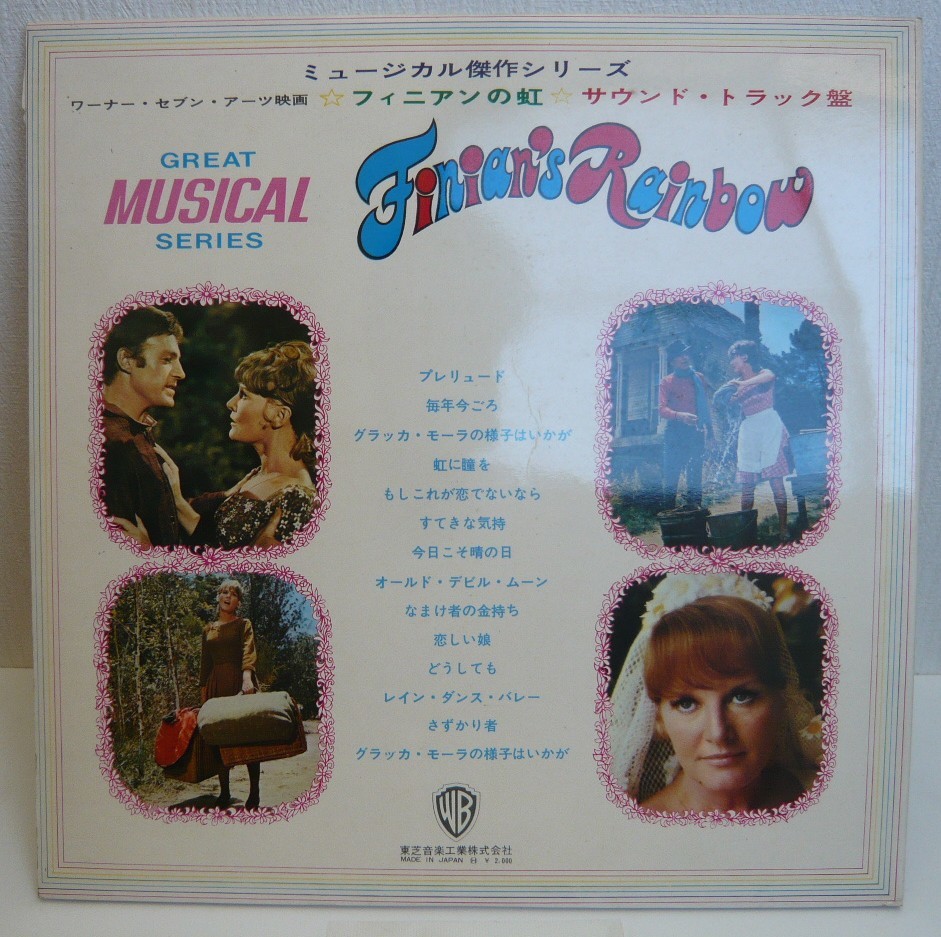 ミュージカル傑作シリーズ
ワーナー・セブン・アーツ映画 ☆フィニアンの虹☆ サウンド・トラック盤
GREAT
MUSICAL
SERIES
Finian's Rainbow
プレリュード
毎年今ごろ
グラッカ・モーラの様子はいかが
虹に瞳を
もしこれが恋でないなら
すてきな気持
今日こそ晴の日
オールド・デビル・ムーン
なまけ者の金持ち
恋しい娘
どうしても
レイン・ダンス・バレー
さずかり者
グラッカ・モーラの様子はいかが
WB
東芝音楽工業株式会社
MADE IN JAPAN 日 ¥ 2,000